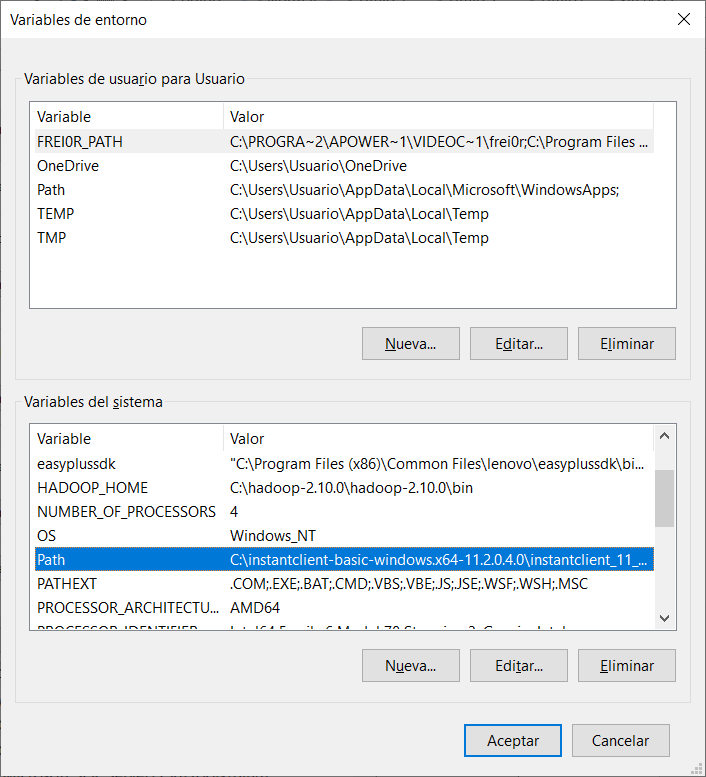 Variables de entorno
Variables de usuario para Usuario
Variable Valor
FREI0R_PATH C:\PROGRA~2\APOWER~1\VIDEOC~1\frei0r;C:\Program Files ...
OneDrive C:\Users\Usuario\OneDrive
Path C:\Users\Usuario\AppData\Local\Microsoft\WindowsApps;
TEMP C:\Users\Usuario\AppData\Local\Temp
TMP C:\Users\Usuario\AppData\Local\Temp
Nueva... Editar... Eliminar
Variables del sistema
Variable Valor
easyplussdk "C:\Program Files (x86)\Common Files\lenovo\easyplussdk\bi...
HADOOP_HOME C:\hadoop-2.10.0\hadoop-2.10.0\bin
NUMBER_OF_PROCESSORS 4
OS Windows_NT
Path C:\instantclient-basic-windows.x64-11.2.0.4.0\instantclient_11_...
PATHEXT .COM;.EXE;.BAT;.CMD;.VBS;.VBE;.JS;.JSE;.WSF;.WSH;.MSC
PROCESSOR_ARCHITECTU... AMD64
Nueva... Editar... Eliminar
Aceptar Cancelar